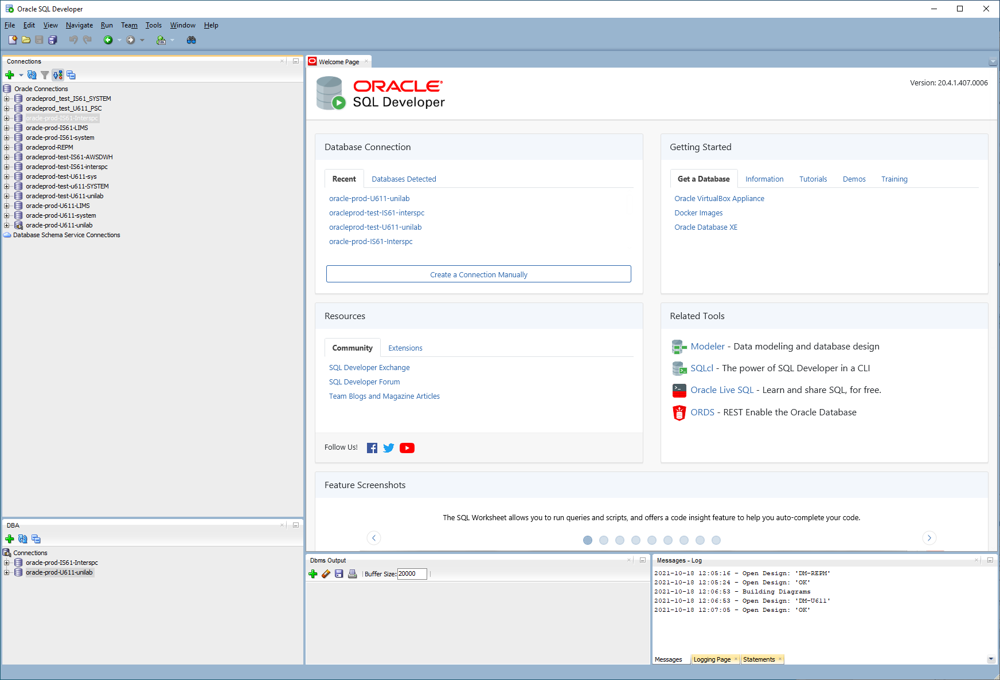 Oracle SQL Developer
File Edit View Navigate Run Team Tools Window Help
Connections
Oracle Connections
oracleprod_test_IS61_SYSTEM
oracleprod_test_U611_PSC
oracle-prod-IS61-Interspc
oracle-prod-IS61-LIMS
oracle-prod-IS61-system
oracleprod-REPM
oracleprod-test-IS61-AWSDWH
oracleprod-test-IS61-interspc
oracleprod-test-U611-sys
oracleprod-test-u611-SYSTEM
oracleprod-test-U611-unilab
oracle-prod-U611-LIMS
oracle-prod-U611-system
oracle-prod-U611-unilab
Database Schema Service Connections
DBA
Connections
oracle-prod-IS61-Interspc
oracle-prod-U611-unilab
Welcome Page
ORACLE
SQL Developer
Version: 20.4.1.407.0006
Database Connection
Recent Databases Detected
oracle-prod-U611-unilab
oracleprod-test-IS61-interspc
oracleprod-test-U611-unilab
oracle-prod-IS61-Interspc
Create a Connection Manually
Getting Started
Get a Database Information Tutorials Demos Training
Oracle VirtualBox Appliance
Docker Images
Oracle Database XE
Resources
Community Extensions
SQL Developer Exchange
SQL Developer Forum
Team Blogs and Magazine Articles
Follow Us!
Related Tools
Modeler - Data modeling and database design
SQLcl - The power of SQL Developer in a CLI
Oracle Live SQL - Learn and share SQL, for free.
ORDS - REST Enable the Oracle Database
Feature Screenshots
The SQL Worksheet allows you to run queries and scripts, and offers a code insight feature to help you auto-complete your code.
Dbms Output
Buffer Size: 20000
Messages - Log
2021-10-18 12:05:16 - Open Design: 'DM-REPM'
2021-10-18 12:05:24 - Open Design: 'OK'
2021-10-18 12:06:53 - Building Diagrams
2021-10-18 12:06:53 - Open Design: 'DM-U611'
2021-10-18 12:07:05 - Open Design: 'OK'
Messages Logging Page Statements